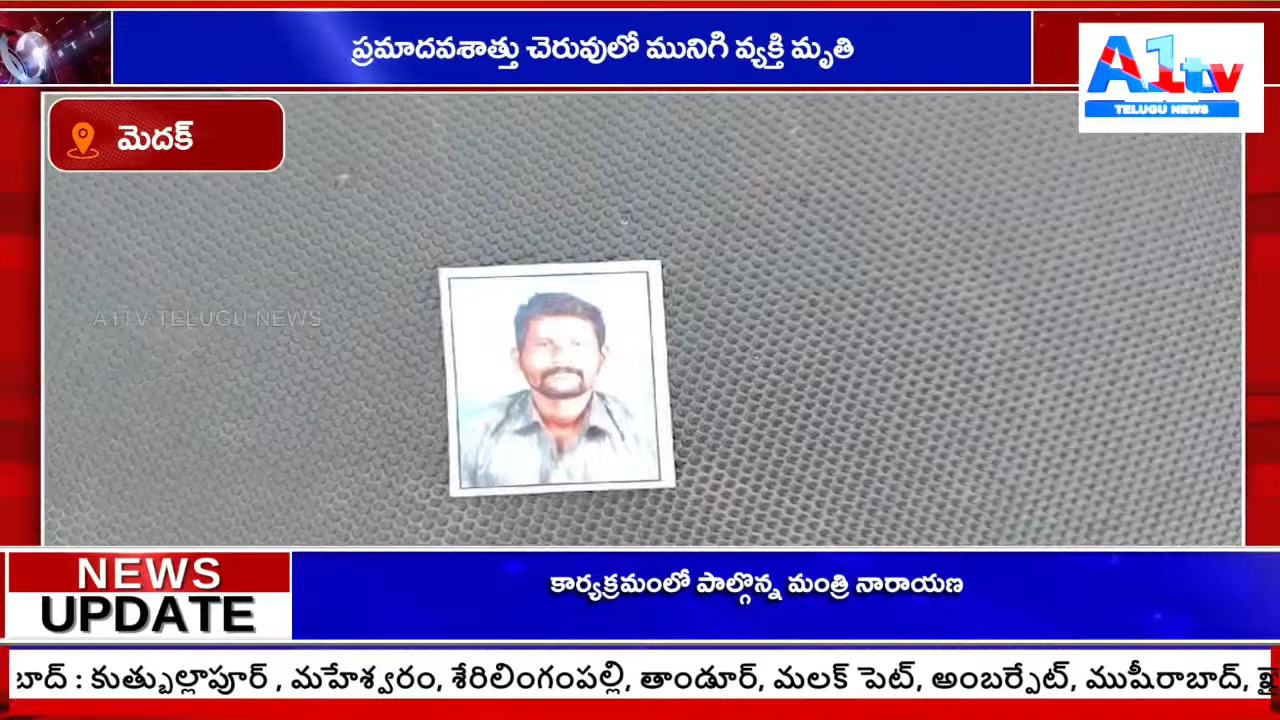 ప్రమాదవశాత్తు చెరువులో మునిగి వ్యక్తి మృతి
A1tv
TELUGU NEWS
మెదక్
A1TV TELUGU NEWS
NEWS
UPDATE
కార్యక్రమంలో పాల్గొన్న మంత్రి నారాయణ
బాద్ : కుత్బుల్లాపూర్ , మహేశ్వరం, శేరిలింగంపల్లి, తాండూర్, మలక్ పెట్, అంబర్పేట్, ముషీరాబాద్,